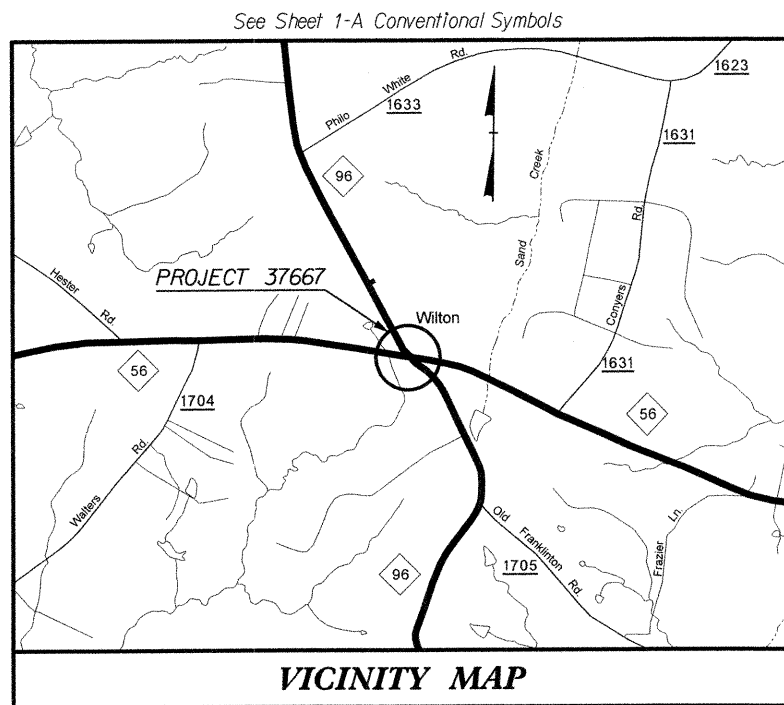 See Sheet 1-A Conventional Symbols
1623
Philo White Rd.
1633
1631
96
Sand Creek
Conyers Rd.
Hester Rd.
PROJECT 37667
Wilton
56
1704
1631
56
Walters Rd.
Old Franklinton Rd.
1705
Frazier Ln.
96
VICINITY MAP